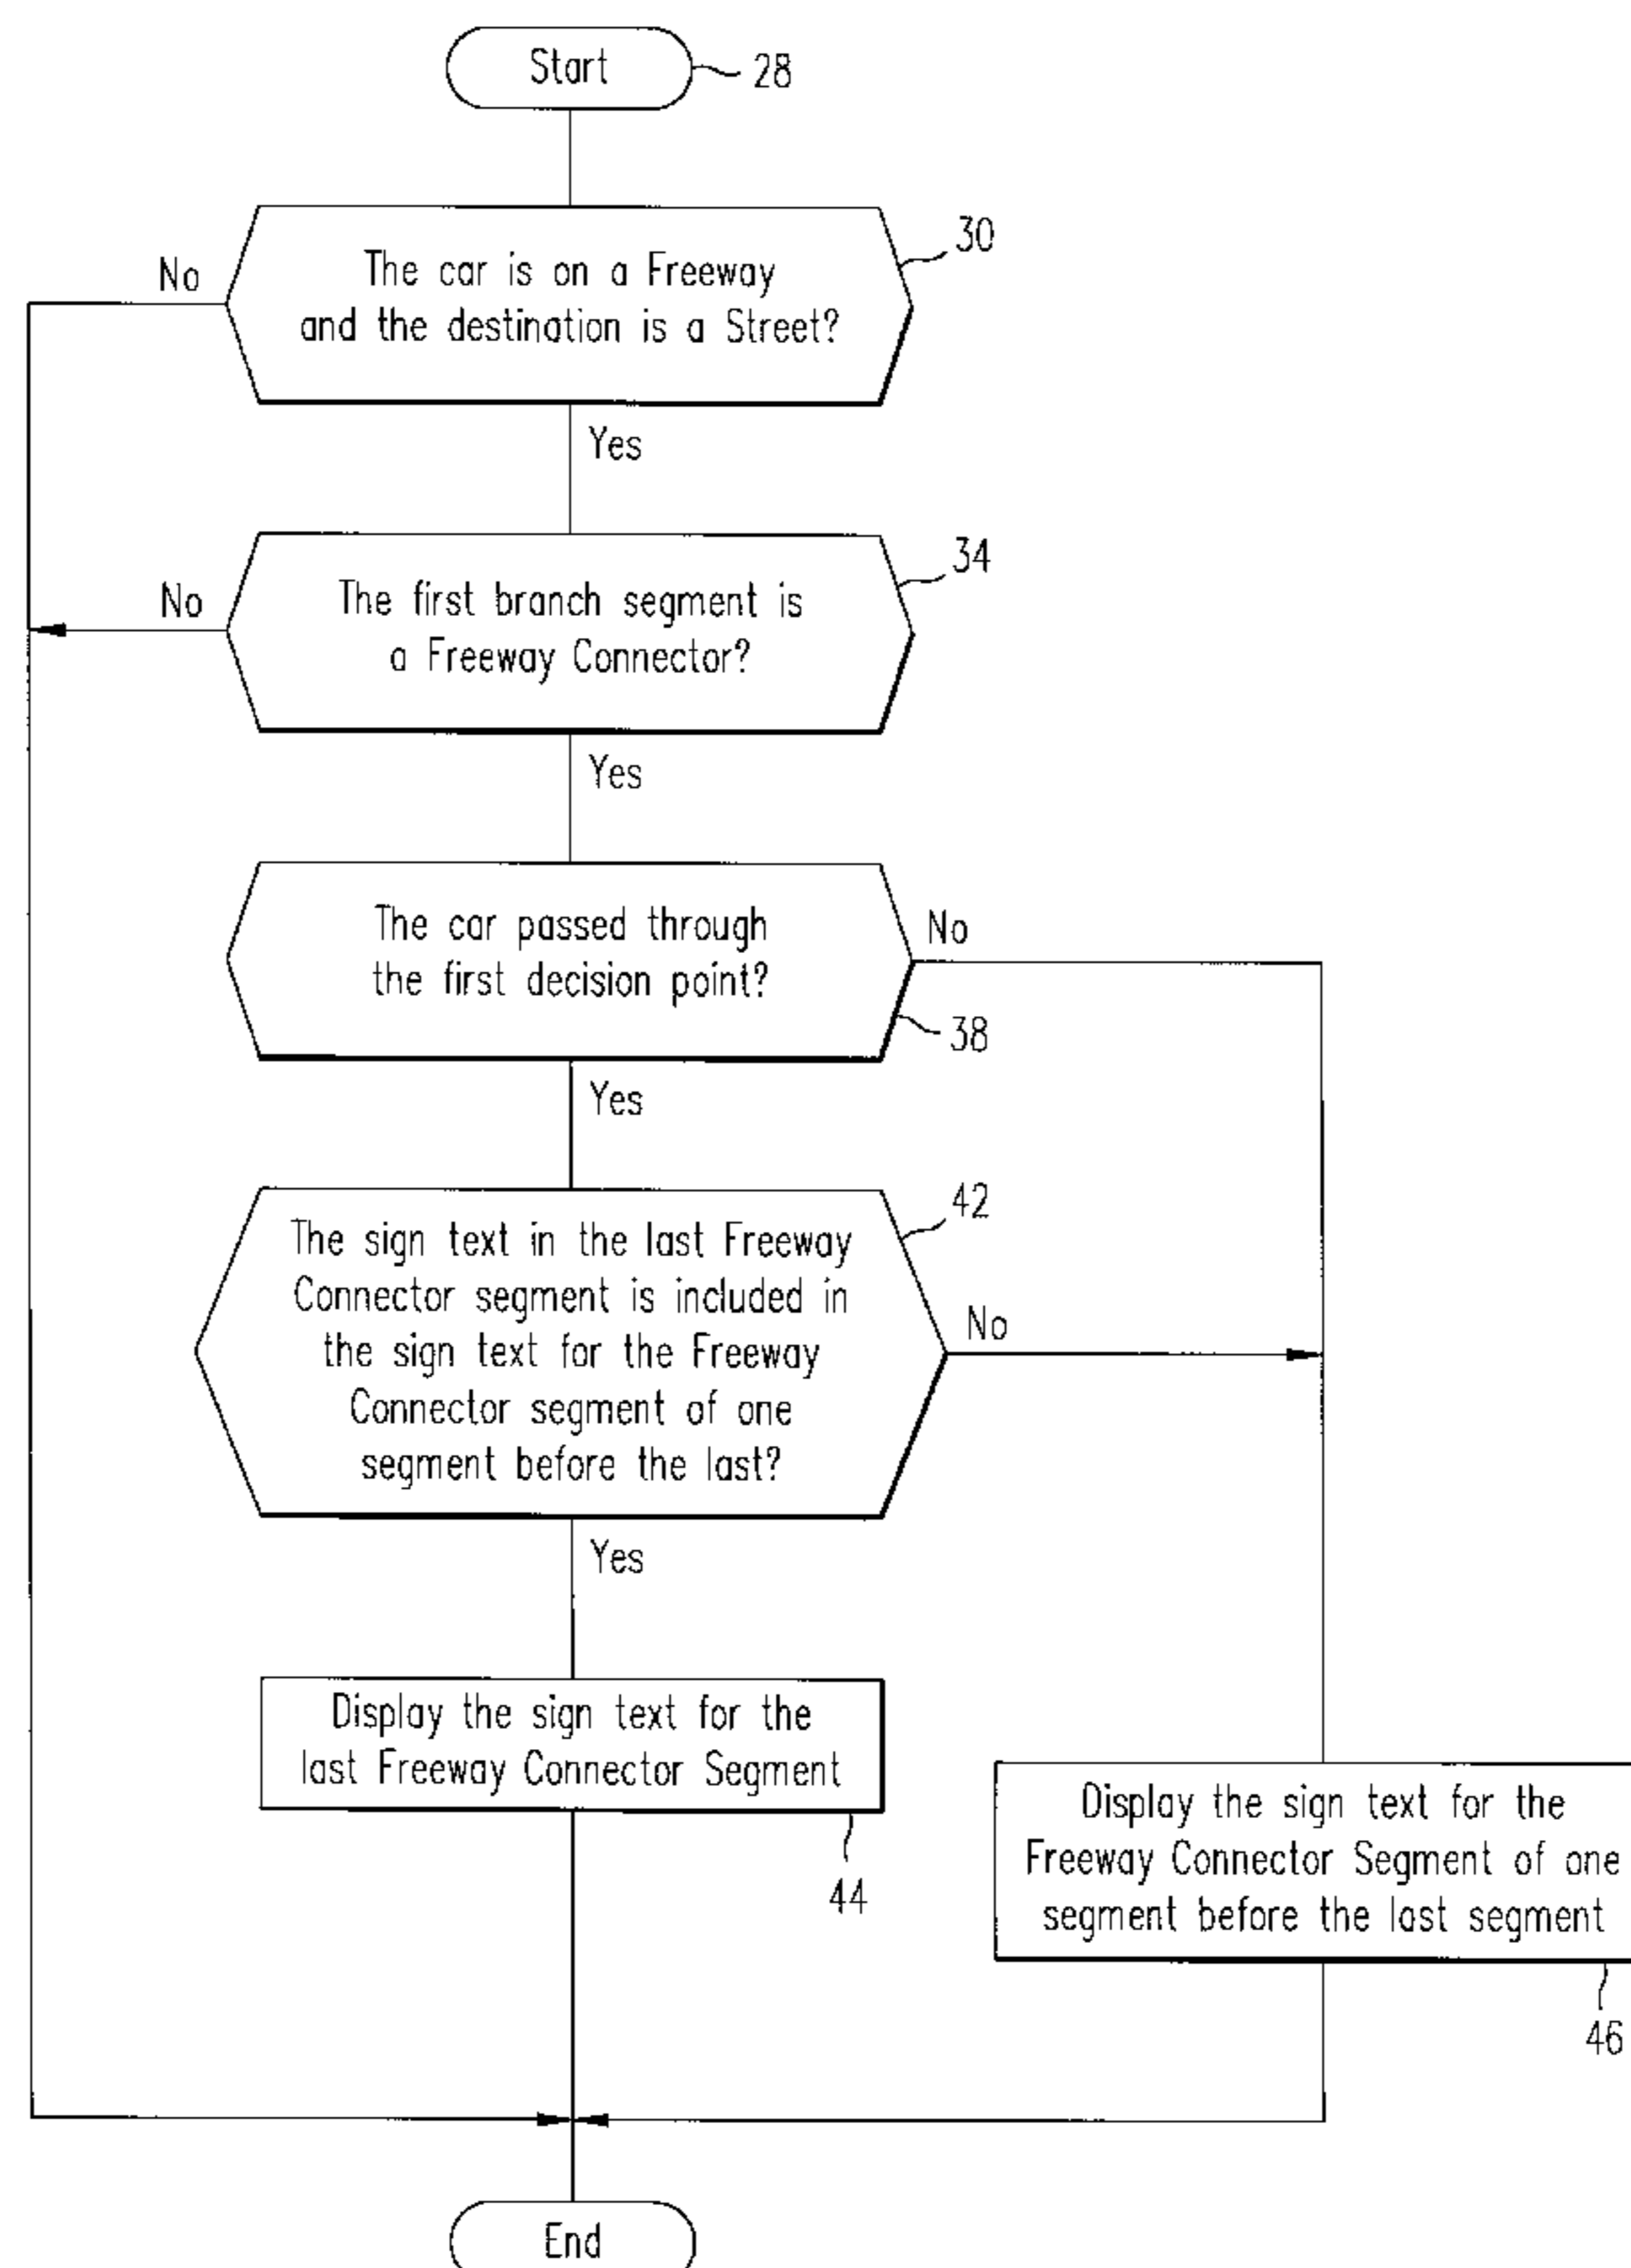 Start
28
The car is on a Freeway
and the destination is a Street?
30
No
Yes
The first branch segment is
a Freeway Connector?
34
No
Yes
The car passed through
the first decision point?
No
38
Yes
The sign text in the last Freeway
Connector segment is included in
the sign text for the Freeway
Connector segment of one
segment before the last?
42
No
Yes
Display the sign text for the
last Freeway Connector Segment
44
Display the sign text for the
Freeway Connector Segment of one
segment before the last segment
46
End